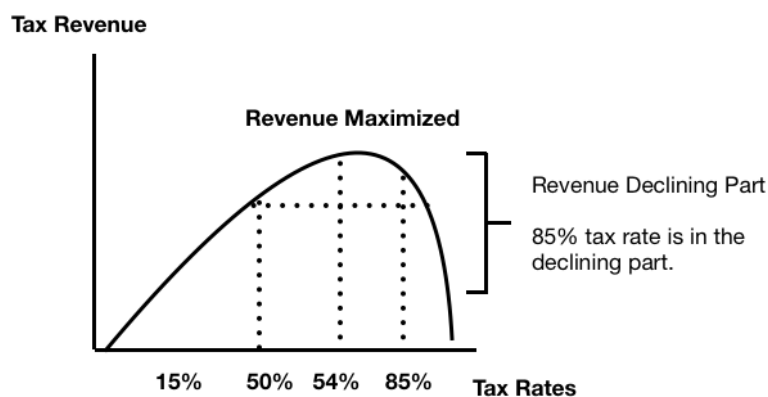 Tax Revenue
Revenue Maximized
Revenue Declining Part
85% tax rate is in the
declining part.
15% 50% 54% 85%
Tax Rates